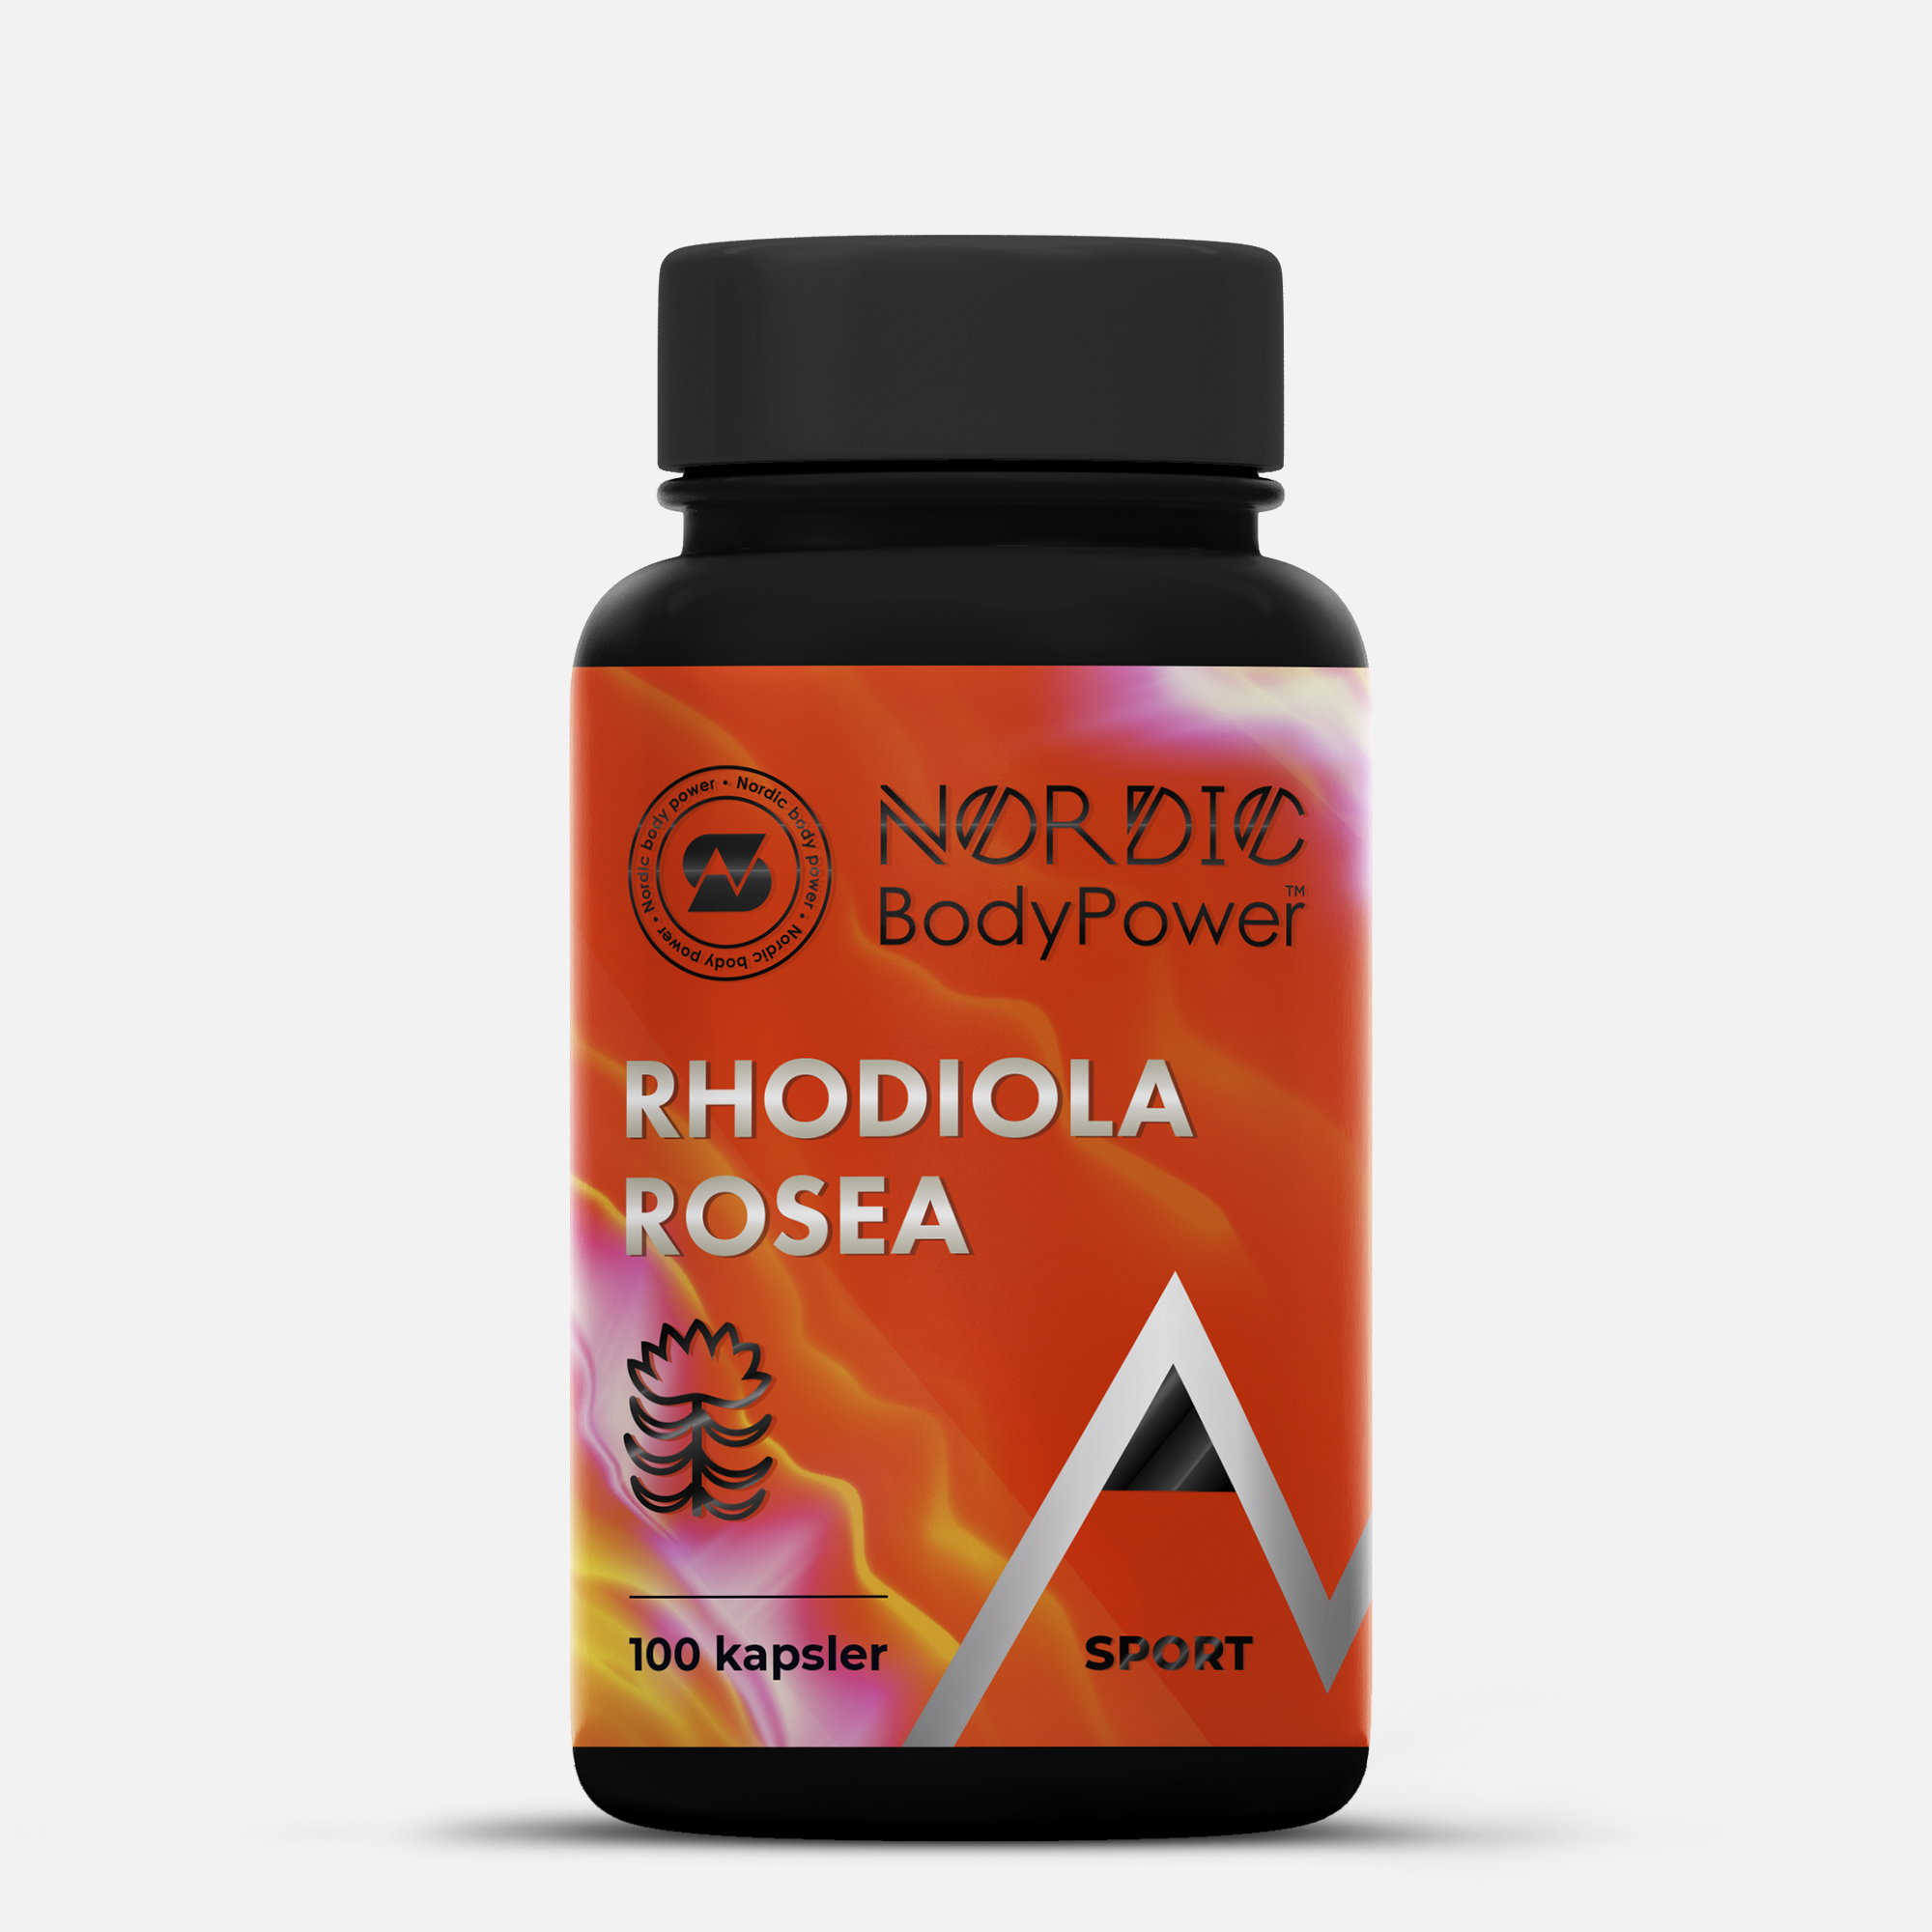 Nordic body power • Nordic body power • Nordic body power •
NORDIC
BodyPower™
RHODIOLA
ROSEA
100 kapsler
SPORT